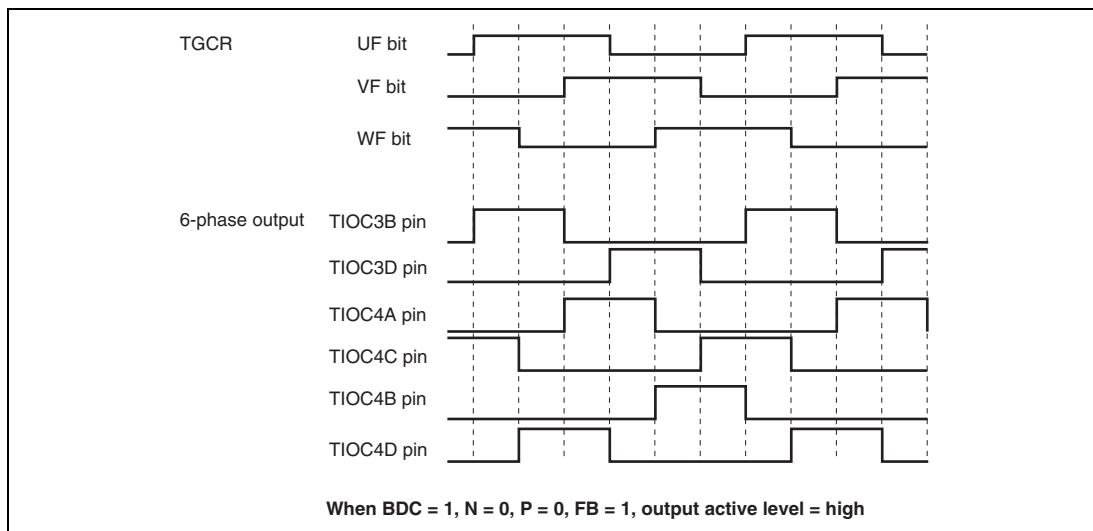 TGCR UF bit
VF bit
WF bit
6-phase output TIOC3B pin
TIOC3D pin
TIOC4A pin
TIOC4C pin
TIOC4B pin
TIOC4D pin
When BDC = 1, N = 0, P = 0, FB = 1, output active level = high